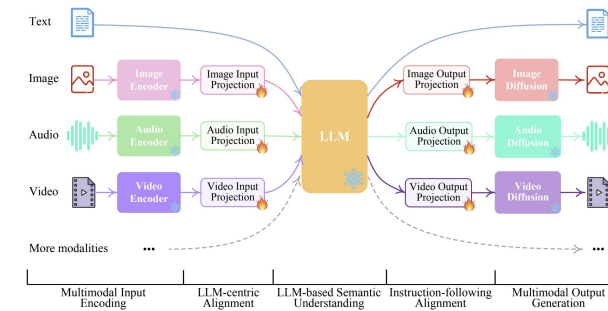 Text
Image
Image
Encoder
Image Input
Projection
Image Output
Projection
Image
Diffusion
Audio
Audio
Encoder
Audio Input
Projection
LLM
Audio Output
Projection
Audio
Diffusion
Video
Video
Encoder
Video Input
Projection
Video Output
Projection
Video
Diffusion
More modalities
Multimodal Input
Encoding
LLM-centric
Alignment
LLM-based Semantic
Understanding
Instruction-following
Alignment
Multimodal Output
Generation